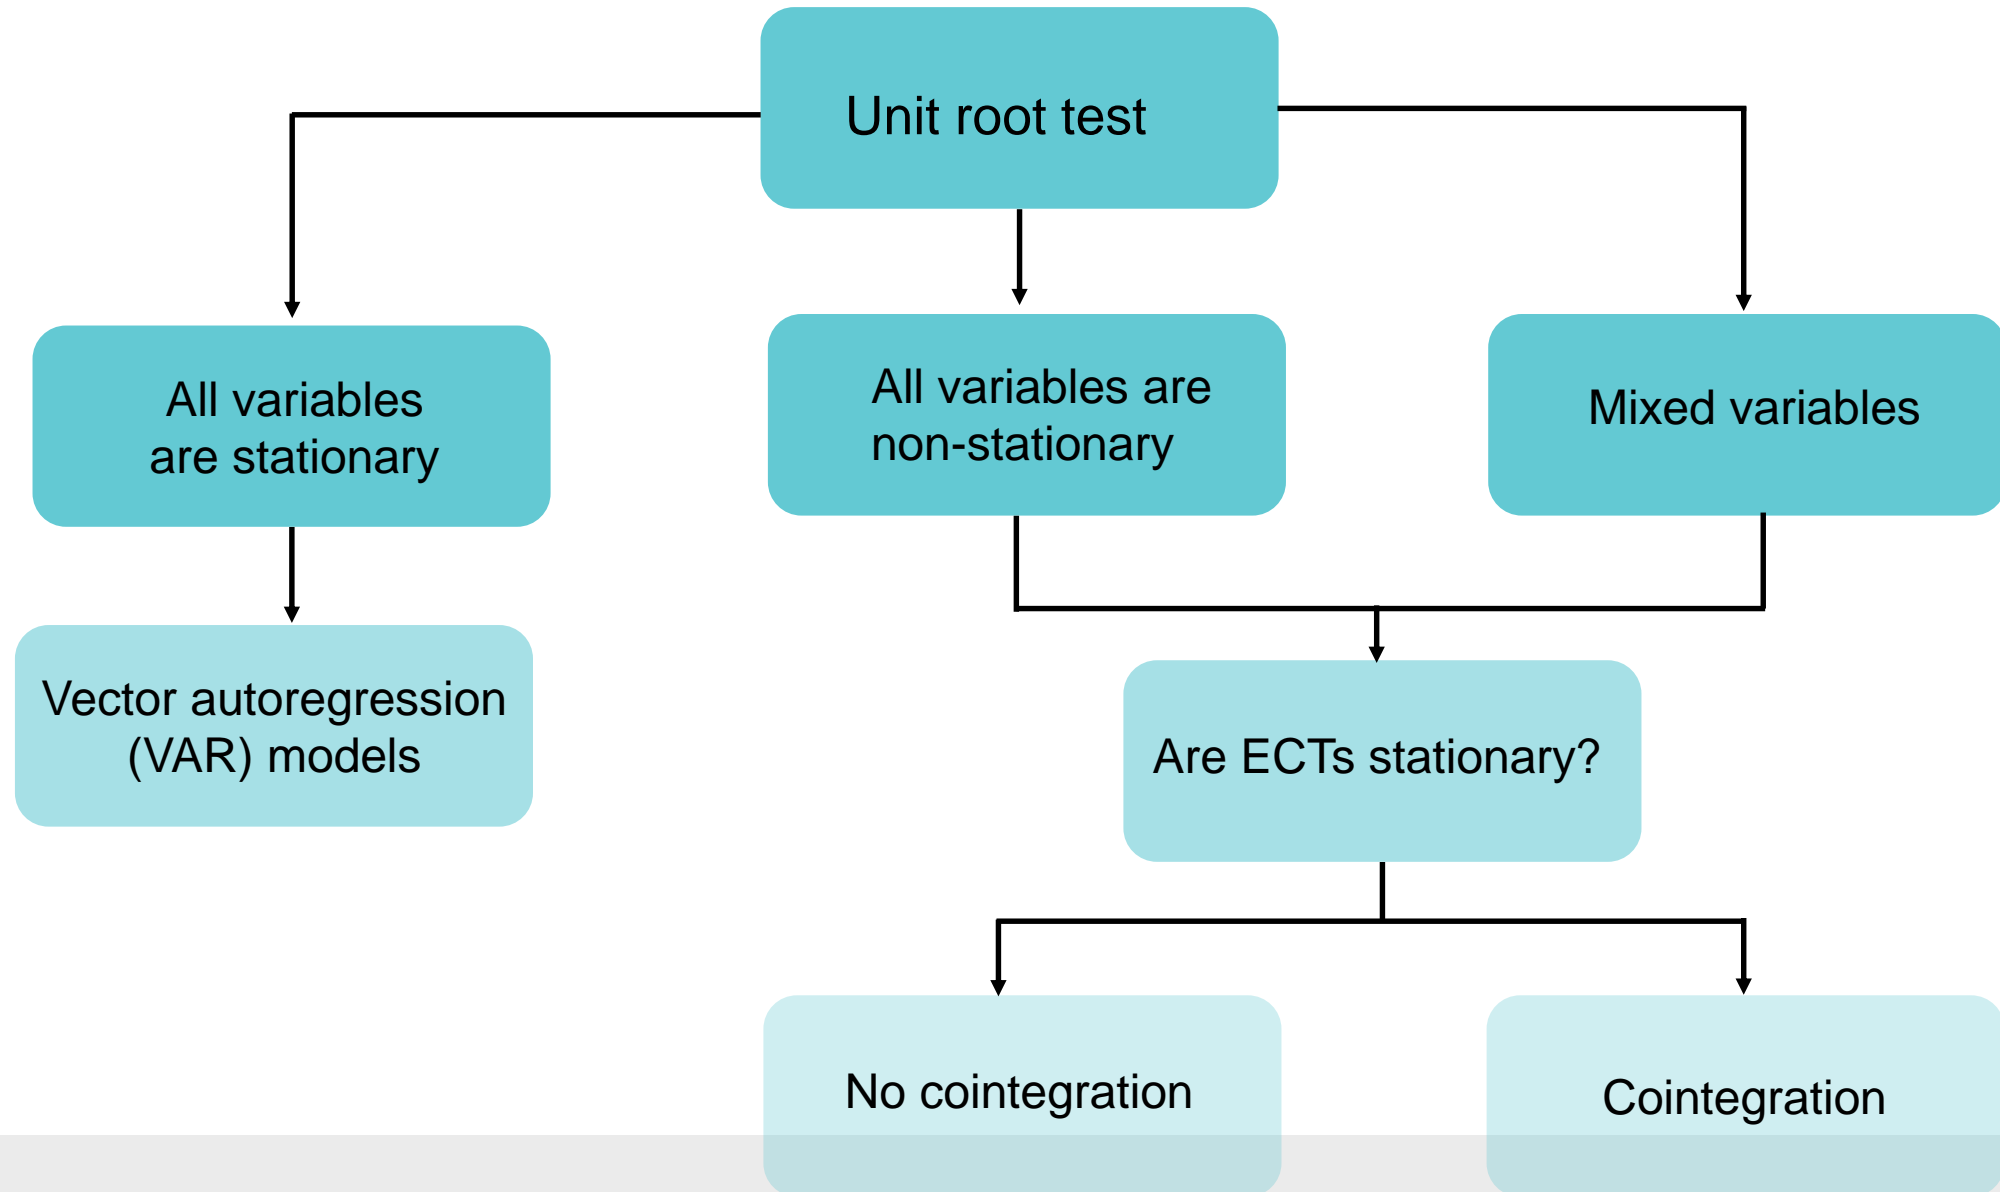 Unit root test
All variables
are stationary
All variables are
non-stationary
Mixed variables
Vector autoregression
(VAR) models
Are ECTs stationary?
No cointegration
Cointegration